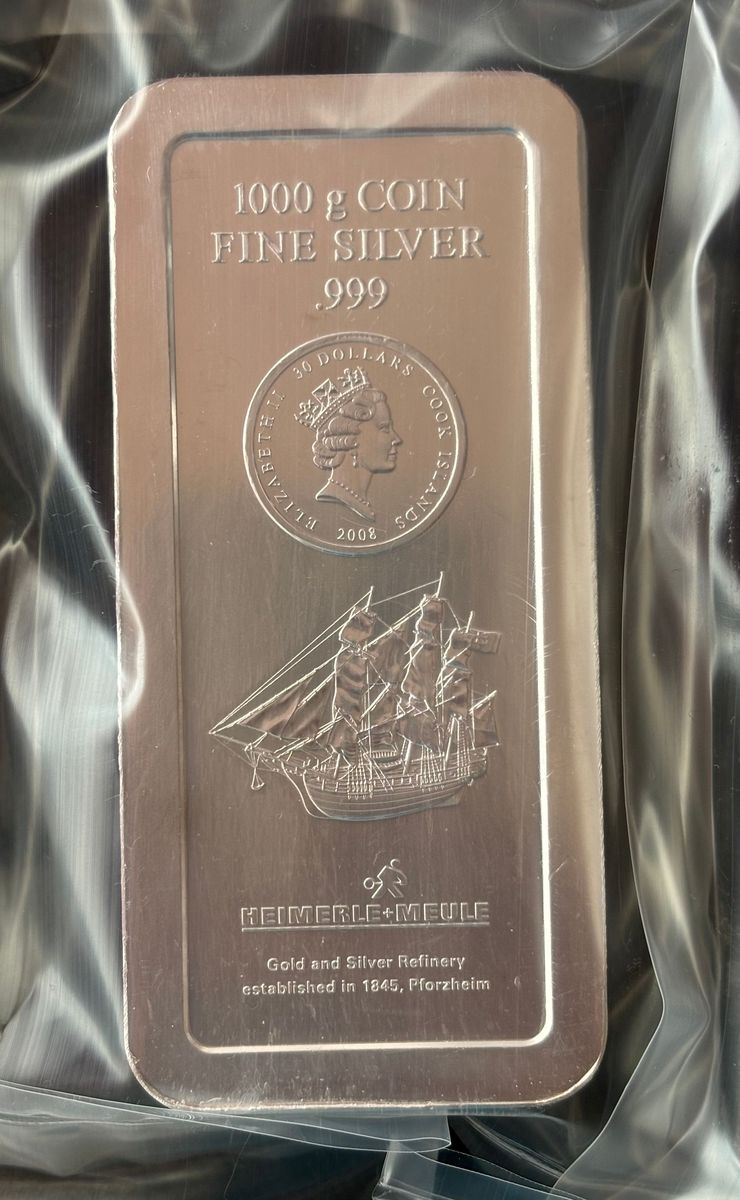 1000 g COIN
FINE SILVER
.999
ELIZABETH II 30 DOLLARS COOK ISLANDS
2008
HEIMERLE+MEULE
Gold and Silver Refinery
established in 1845, Pforzheim